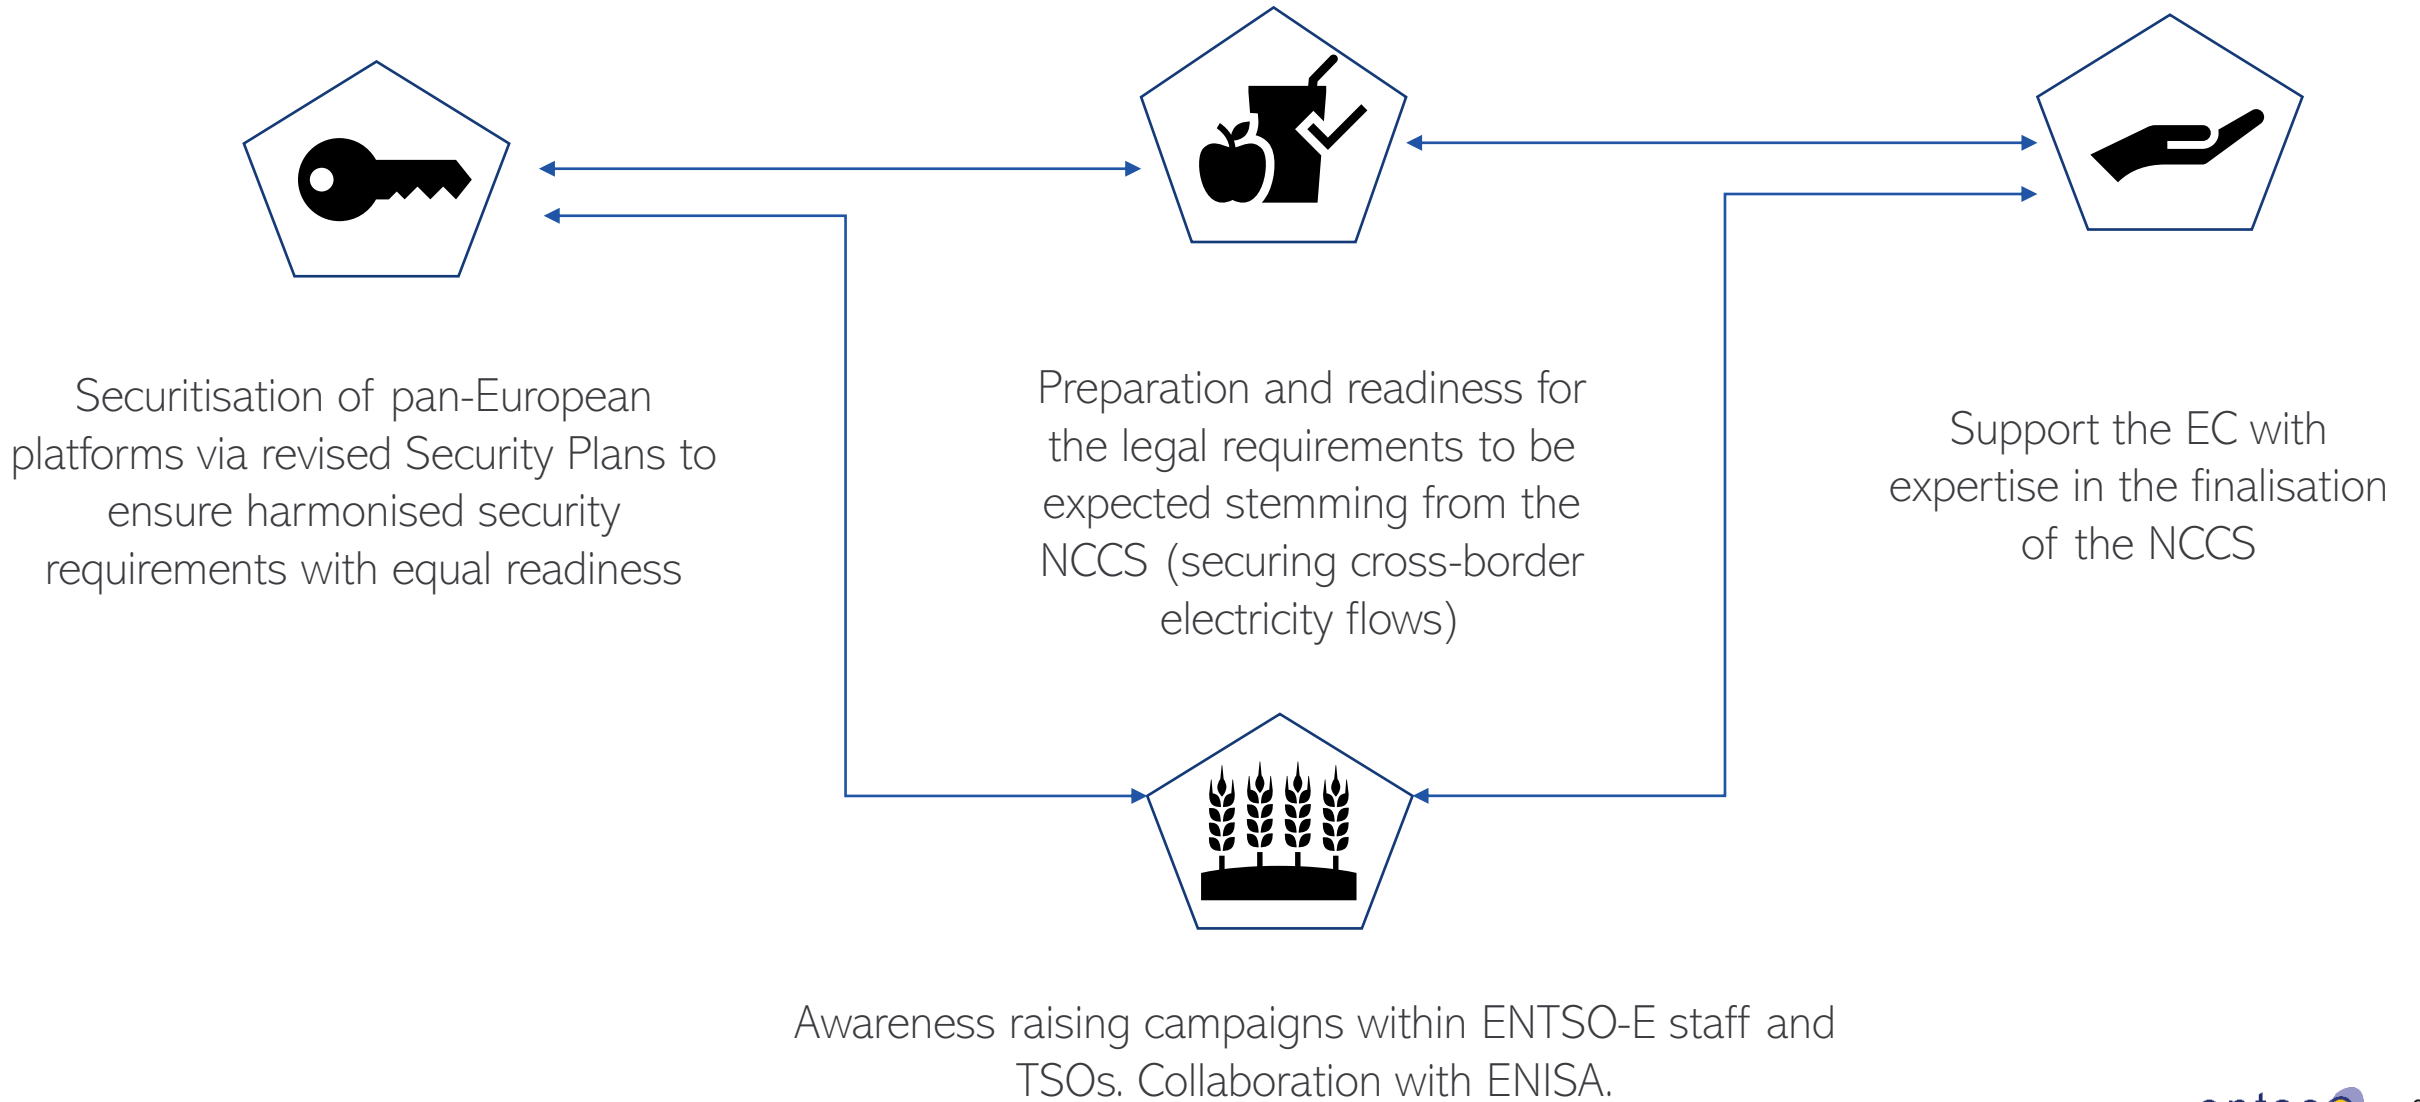 Securitisation of pan-European
platforms via revised Security Plans to
ensure harmonised security
requirements with equal readiness
Preparation and readiness for
the legal requirements to be
expected stemming from the
NCCS (securing cross-border
electricity flows)
Support the EC with
expertise in the finalisation
of the NCCS
Awareness raising campaigns within ENTSO-E staff and
TSOs. Collaboration with ENISA.